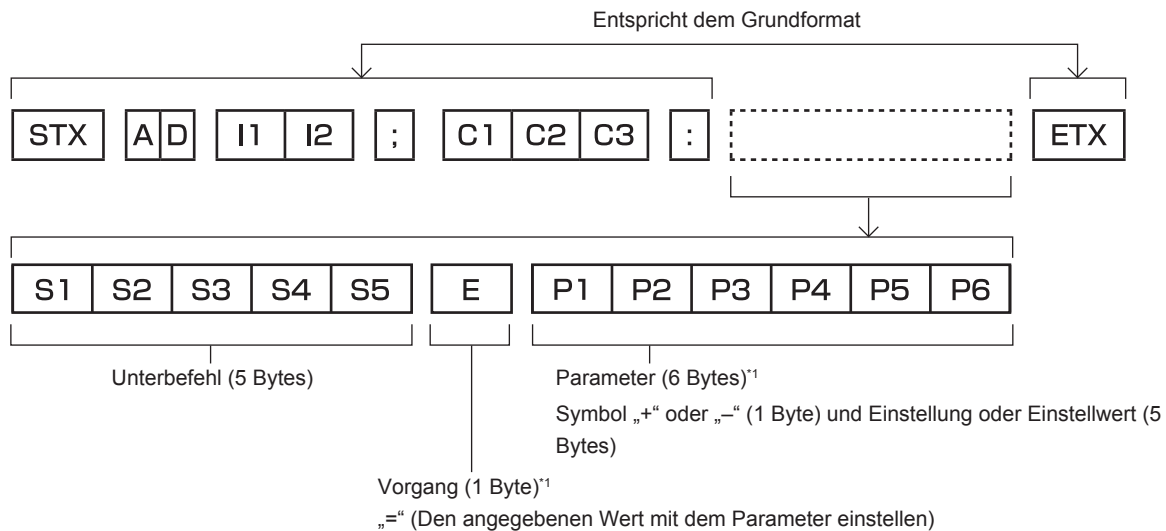 Entspricht dem Grundformat
STX A D I1 I2 ; C1 C2 C3 : ETX
S1 S2 S3 S4 S5 E P1 P2 P3 P4 P5 P6
Unterbefehl (5 Bytes)
Parameter (6 Bytes)*1
Symbol „+“ oder „–“ (1 Byte) und Einstellung oder Einstellwert (5
Bytes)
Vorgang (1 Byte)*1
„=“ (Den angegebenen Wert mit dem Parameter einstellen)